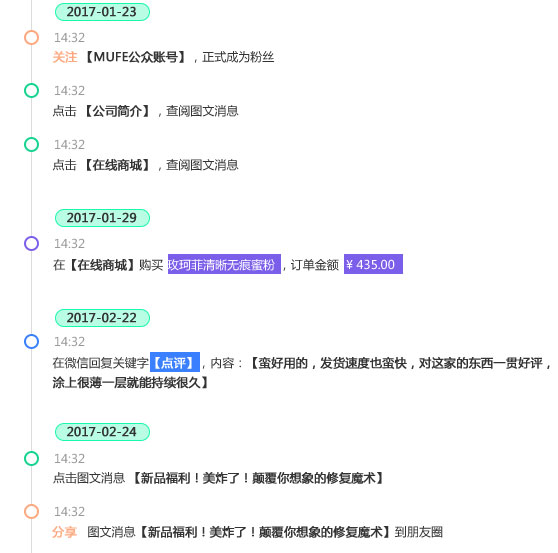 2017-01-23
14:32
关注 【MUFE公众账号】，正式成为粉丝
14:32
点击 【公司简介】，查阅图文消息
14:32
点击 【在线商城】，查阅图文消息
2017-01-29
14:32
在【在线商城】购买 玫珂菲清晰无痕蜜粉，订单金额 ¥ 435.00
2017-02-22
14:32
在微信回复关键字【点评】，内容：【蛮好用的，发货速度也蛮快，对这家的东西一贯好评，
涂上很薄一层就能持续很久】
2017-02-24
14:32
点击图文消息 【新品福利！美炸了！颠覆你想象的修复魔术】
14:32
分享 图文消息【新品福利！美炸了！颠覆你想象的修复魔术】到朋友圈